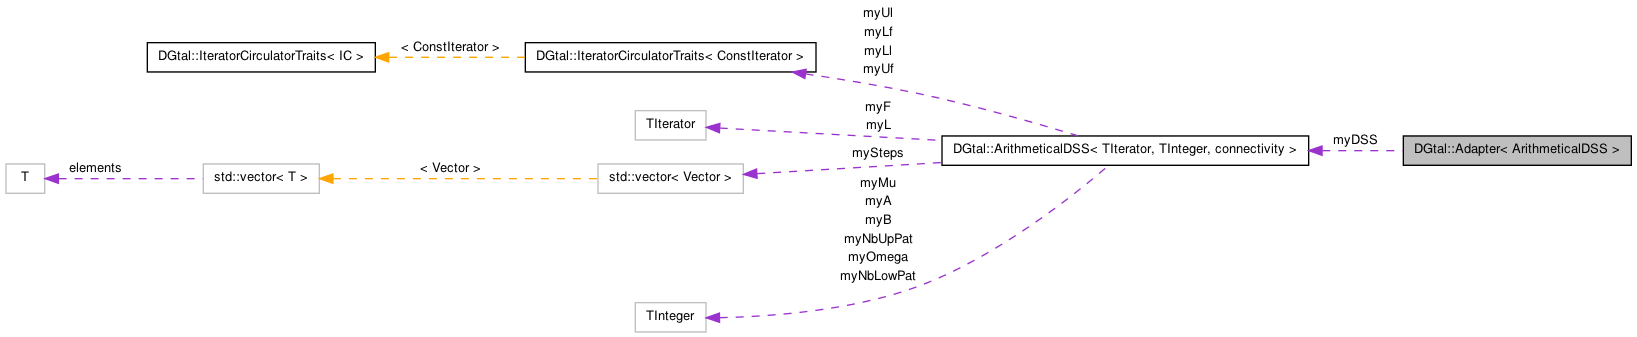 myUl
myLf
myLl
myUf
DGtal::IteratorCirculatorTraits< IC >
< ConstIterator >
DGtal::IteratorCirculatorTraits< ConstIterator >
myF
myL
TIterator
DGtal::ArithmeticalDSS< TIterator, TInteger, connectivity >
myDSS
DGtal::Adapter< ArithmeticalDSS >
mySteps
T
elements
std::vector< T >
< Vector >
std::vector< Vector >
myMu
myA
myB
myNbUpPat
myOmega
myNbLowPat
TInteger